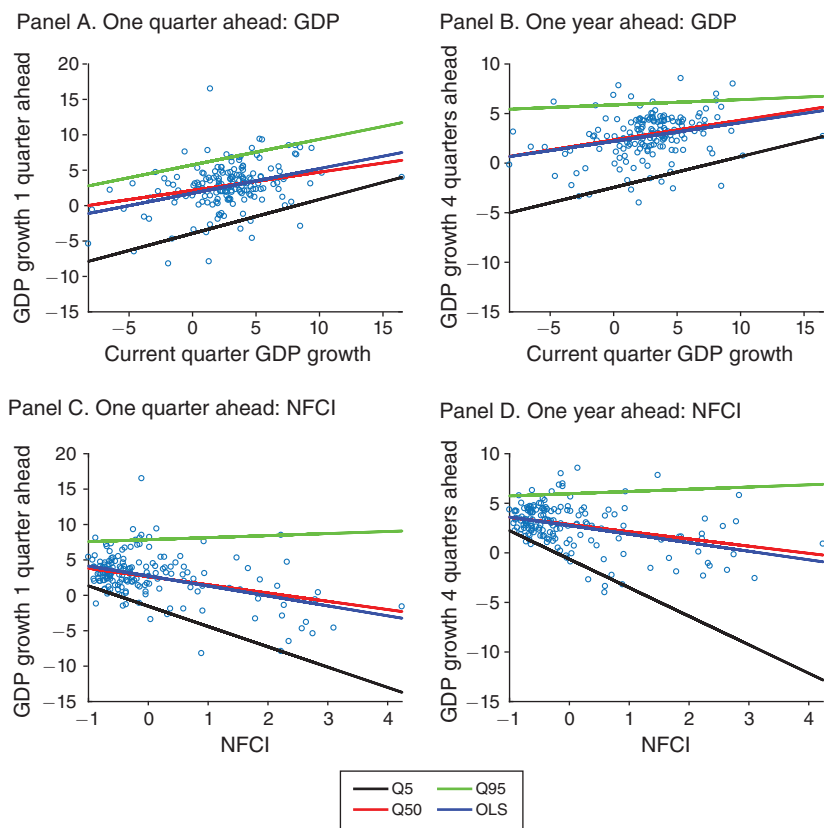 Panel A. One quarter ahead: GDP
GDP growth 1 quarter ahead
20
15
10
5
0
−5
−10
−15
−5 0 5 10 15
Current quarter GDP growth
Panel B. One year ahead: GDP
GDP growth 4 quarters ahead
10
5
0
−5
−10
−15
−5 0 5 10 15
Current quarter GDP growth
Panel C. One quarter ahead: NFCI
GDP growth 1 quarter ahead
20
15
10
5
0
−5
−10
−15
−1 0 1 2 3 4
NFCI
Panel D. One year ahead: NFCI
GDP growth 4 quarters ahead
10
5
0
−5
−10
−15
−1 0 1 2 3 4
NFCI
Q5 Q95
Q50 OLS